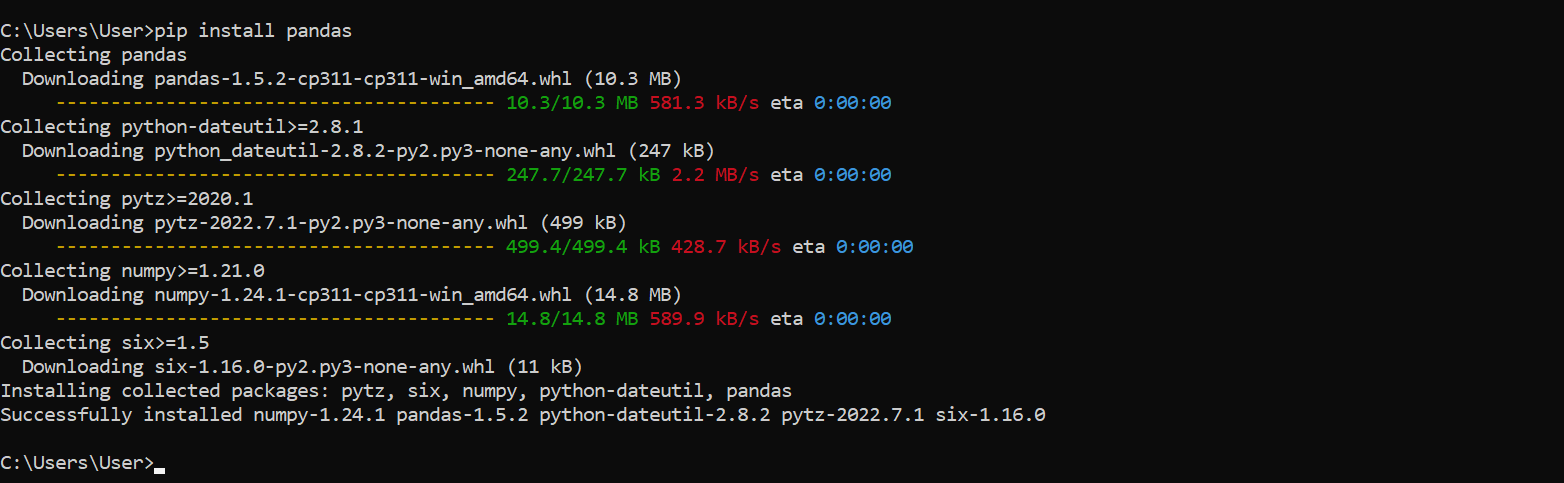 C:\Users\User>pip install pandas
Collecting pandas
  Downloading pandas-1.5.2-cp311-cp311-win_amd64.whl (10.3 MB)
     ---------------------------------------- 10.3/10.3 MB 581.3 kB/s eta 0:00:00
Collecting python-dateutil>=2.8.1
  Downloading python_dateutil-2.8.2-py2.py3-none-any.whl (247 kB)
     ---------------------------------------- 247.7/247.7 kB 2.2 MB/s eta 0:00:00
Collecting pytz>=2020.1
  Downloading pytz-2022.7.1-py2.py3-none-any.whl (499 kB)
     ---------------------------------------- 499.4/499.4 kB 428.7 kB/s eta 0:00:00
Collecting numpy>=1.21.0
  Downloading numpy-1.24.1-cp311-cp311-win_amd64.whl (14.8 MB)
     ---------------------------------------- 14.8/14.8 MB 589.9 kB/s eta 0:00:00
Collecting six>=1.5
  Downloading six-1.16.0-py2.py3-none-any.whl (11 kB)
Installing collected packages: pytz, six, numpy, python-dateutil, pandas
Successfully installed numpy-1.24.1 pandas-1.5.2 python-dateutil-2.8.2 pytz-2022.7.1 six-1.16.0
C:\Users\User>